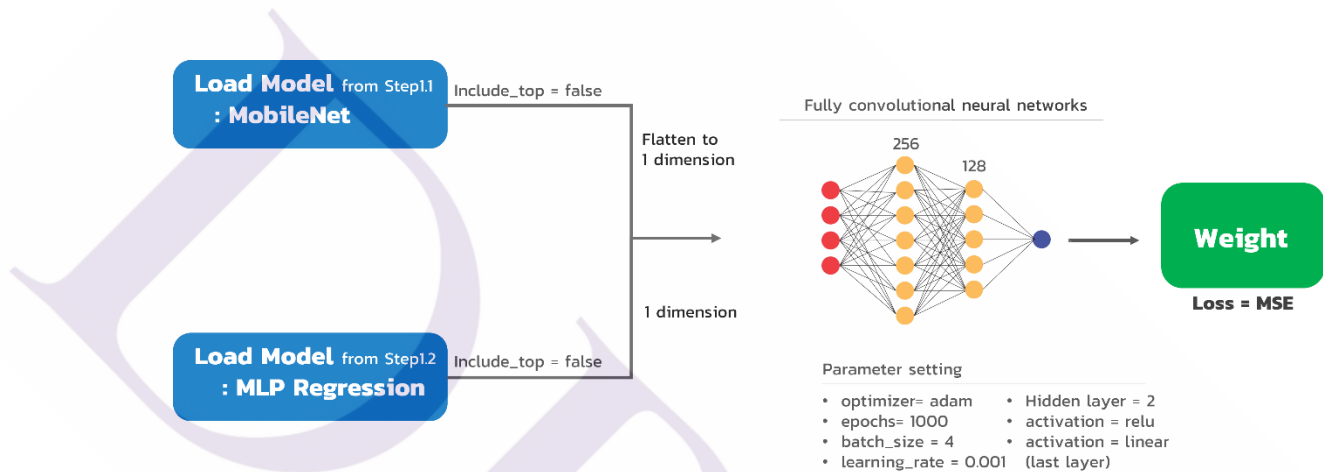 Load Model from Step1.1
: MobileNet
Include_top = false
Flatten to
1 dimension
1 dimension
Load Model from Step1.2
: MLP Regression
Include_top = false
Fully convolutional neural networks
256
128
Weight
Loss = MSE
Parameter setting
• optimizer= adam
• epochs= 1000
• batch_size = 4
• learning_rate = 0.001
• Hidden layer = 2
• activation = relu
• activation = linear
(last layer)